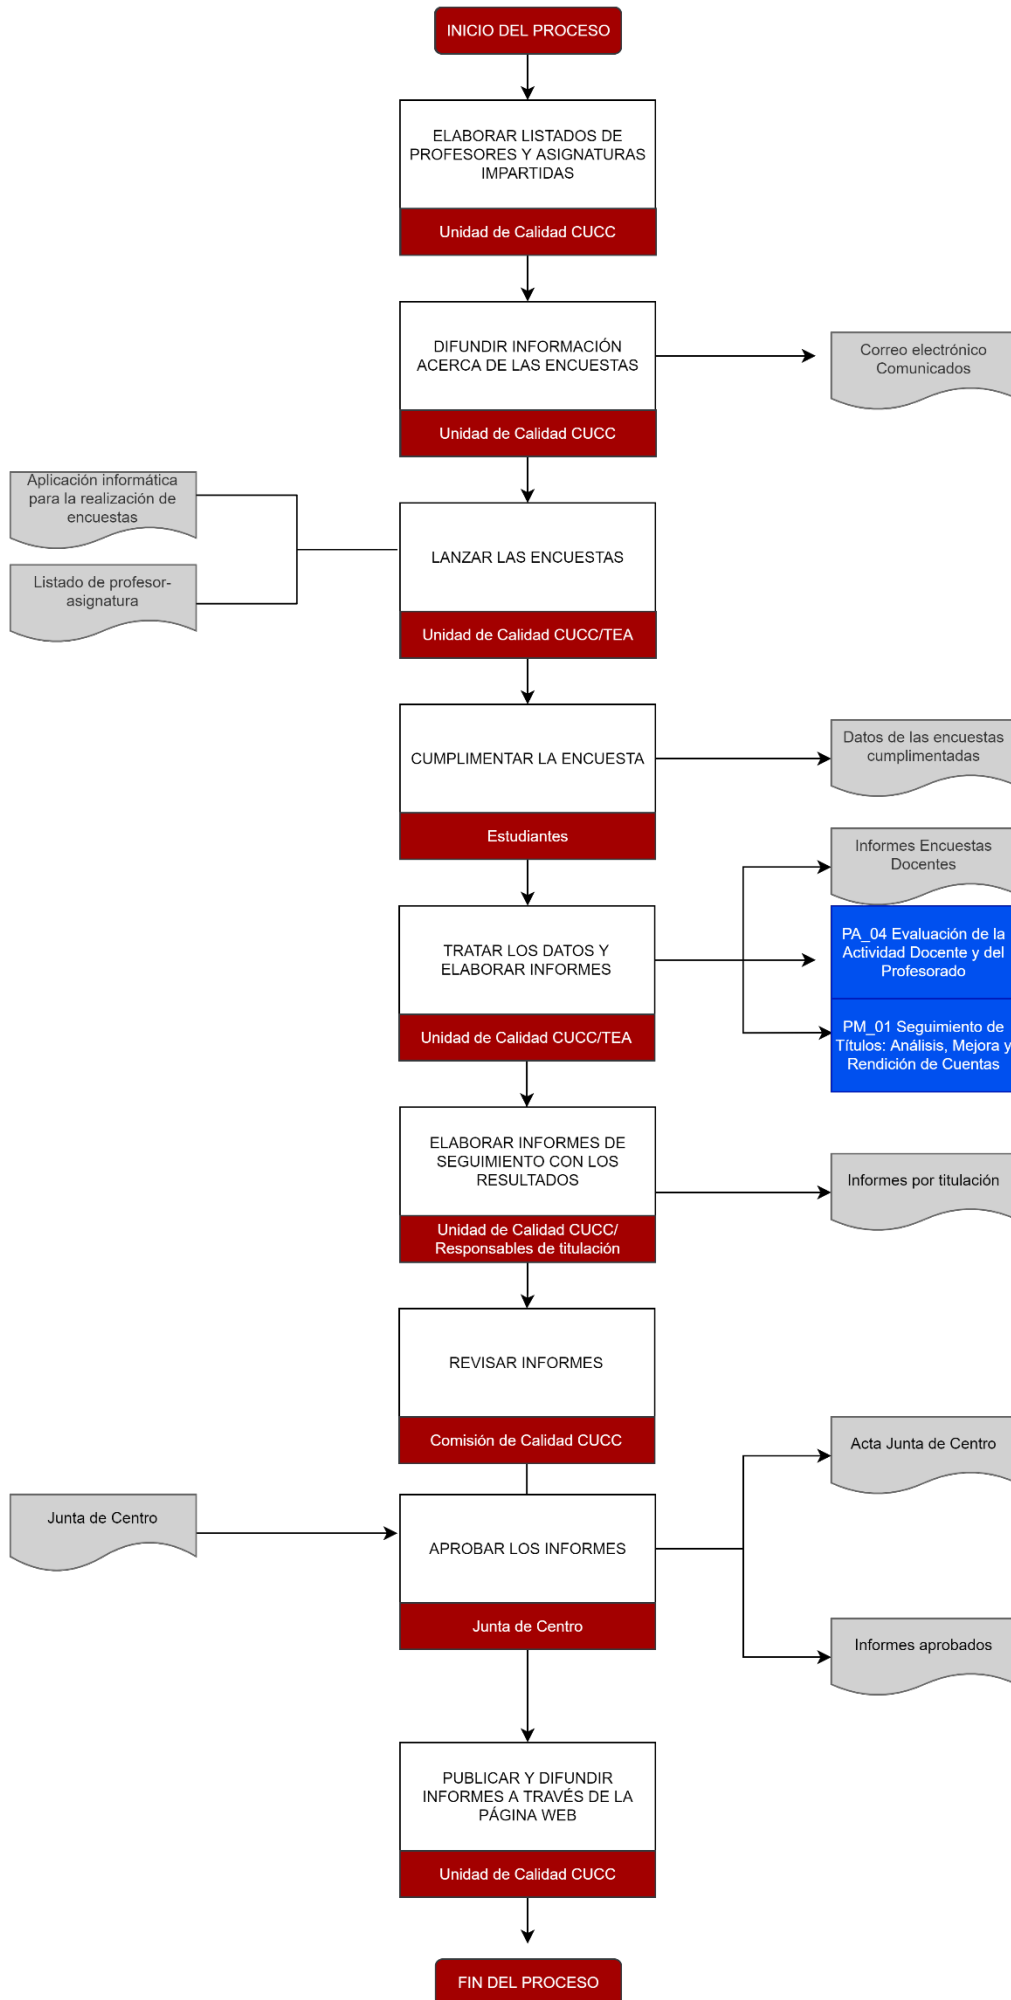 INICIO DEL PROCESO
ELABORAR LISTADOS DE
PROFESORES Y ASIGNATURAS
IMPARTIDAS
Unidad de Calidad CUCC
DIFUNDIR INFORMACIÓN
ACERCA DE LAS ENCUESTAS
Unidad de Calidad CUCC
Correo electrónico
Comunicados
Aplicación informática
para la realización de
encuestas
Listado de profesor-
asignatura
LANZAR LAS ENCUESTAS
Unidad de Calidad CUCC/TEA
CUMPLIMENTAR LA ENCUESTA
Estudiantes
Datos de las encuestas
cumplimentadas
Informes Encuestas
Docentes
TRATAR LOS DATOS Y
ELABORAR INFORMES
Unidad de Calidad CUCC/TEA
PA_04 Evaluación de la
Actividad Docente y del
Profesorado
PM_01 Seguimiento de
Títulos: Análisis, Mejora y
Rendición de Cuentas
ELABORAR INFORMES DE
SEGUIMIENTO CON LOS
RESULTADOS
Unidad de Calidad CUCC/
Responsables de titulación
Informes por titulación
REVISAR INFORMES
Comisión de Calidad CUCC
Acta Junta de Centro
Junta de Centro
APROBAR LOS INFORMES
Junta de Centro
Informes aprobados
PUBLICAR Y DIFUNDIR
INFORMES A TRAVÉS DE LA
PÁGINA WEB
Unidad de Calidad CUCC
FIN DEL PROCESO